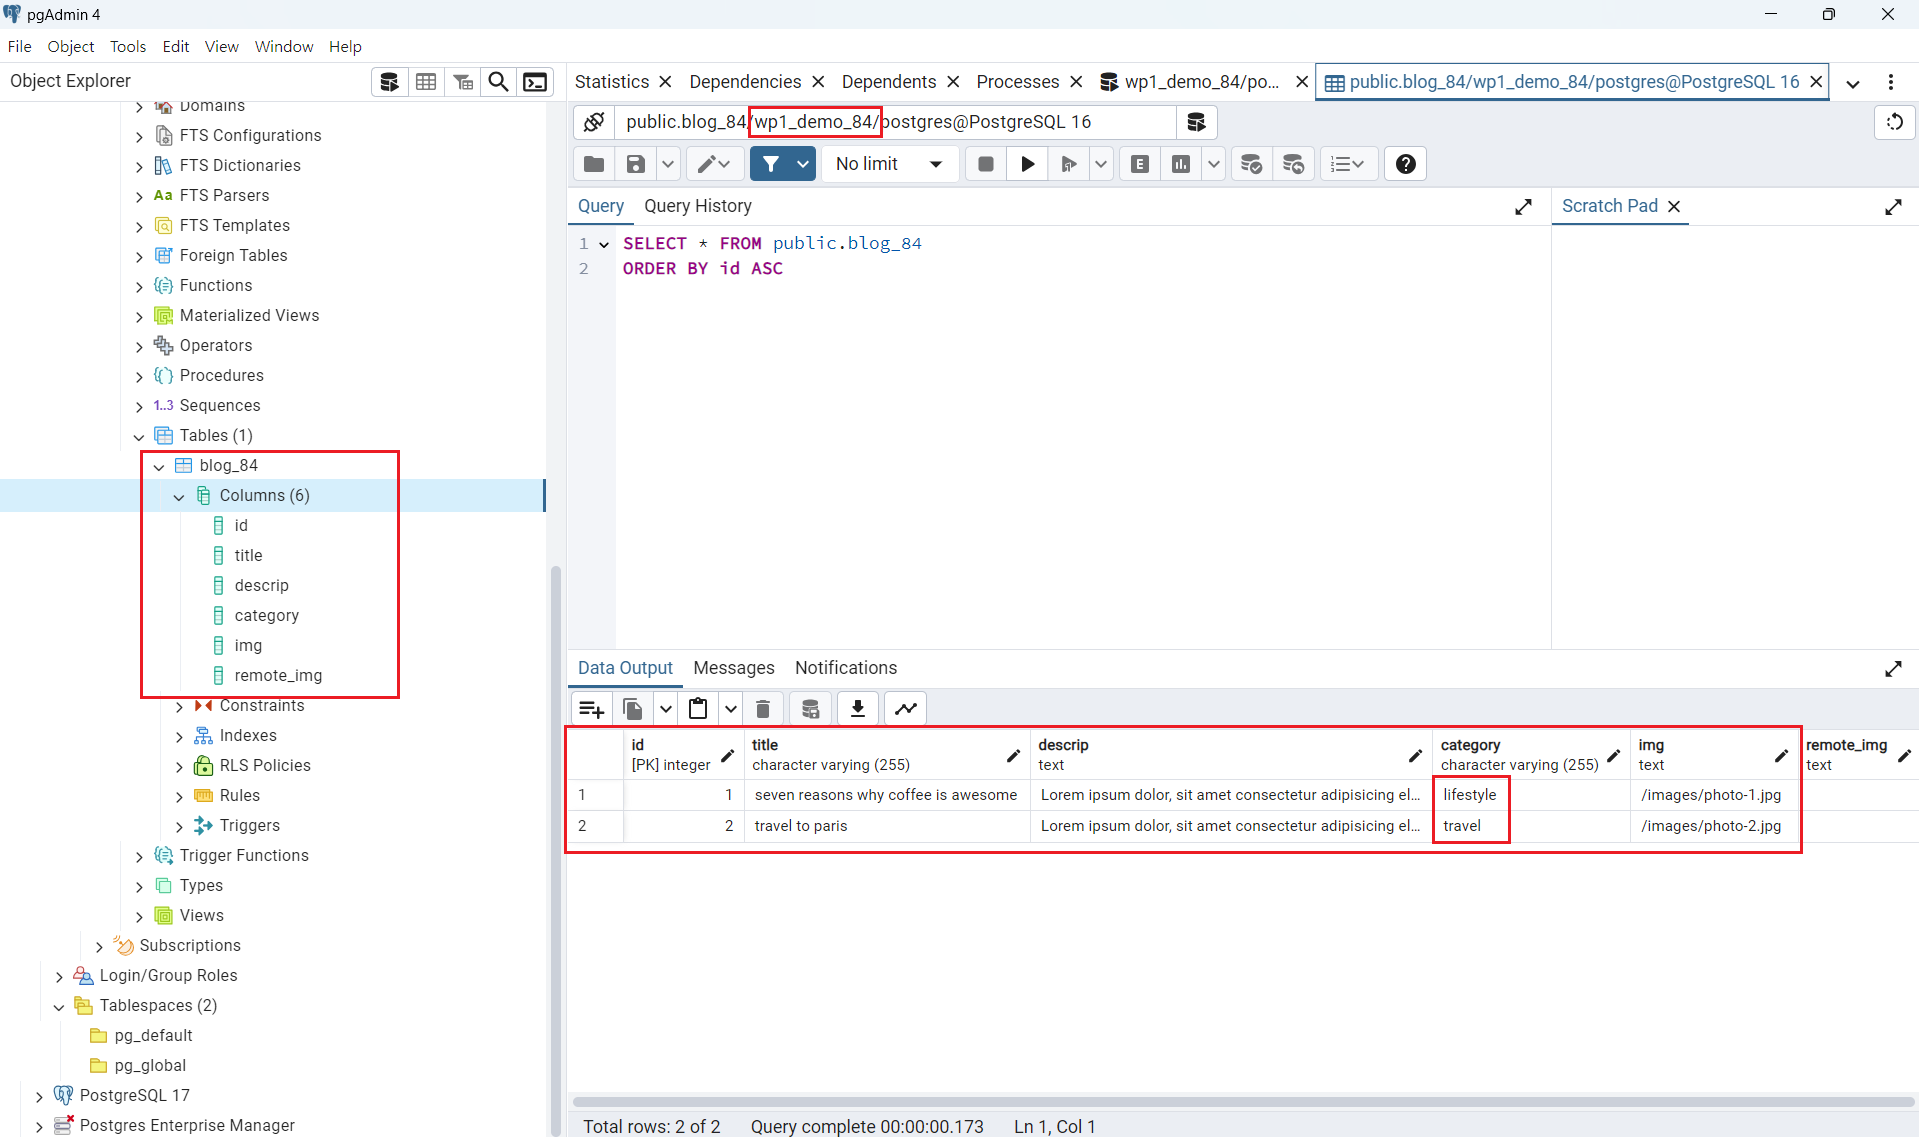 pgAdmin 4
File Object Tools Edit View Window Help
Object Explorer
Domains
FTS Configurations
FTS Dictionaries
Aa FTS Parsers
FTS Templates
Foreign Tables
Functions
Materialized Views
Operators
Procedures
1..3 Sequences
Tables (1)
blog_84
Columns (6)
id
title
descrip
category
img
remote_img
Constraints
Indexes
RLS Policies
Rules
Triggers
Trigger Functions
Types
Views
Subscriptions
Login/Group Roles
Tablespaces (2)
pg_default
pg_global
PostgreSQL 17
Postgres Enterprise Manager
Statistics Dependencies Dependents Processes wp1_demo_84/po... public.blog_84/wp1_demo_84/postgres@PostgreSQL 16
public.blog_84/wp1_demo_84/postgres@PostgreSQL 16
No limit E
Query Query History Scratch Pad
1 SELECT * FROM public.blog_84
2 ORDER BY id ASC
Data Output Messages Notifications
id title descrip category img remote_img
[PK] integer character varying (255) text character varying (255) text text
1 1 seven reasons why coffee is awesome Lorem ipsum dolor, sit amet consectetur adipisicing el... lifestyle /images/photo-1.jpg
2 2 travel to paris Lorem ipsum dolor, sit amet consectetur adipisicing el... travel /images/photo-2.jpg
Total rows: 2 of 2 Query complete 00:00:00.173 Ln 1, Col 1